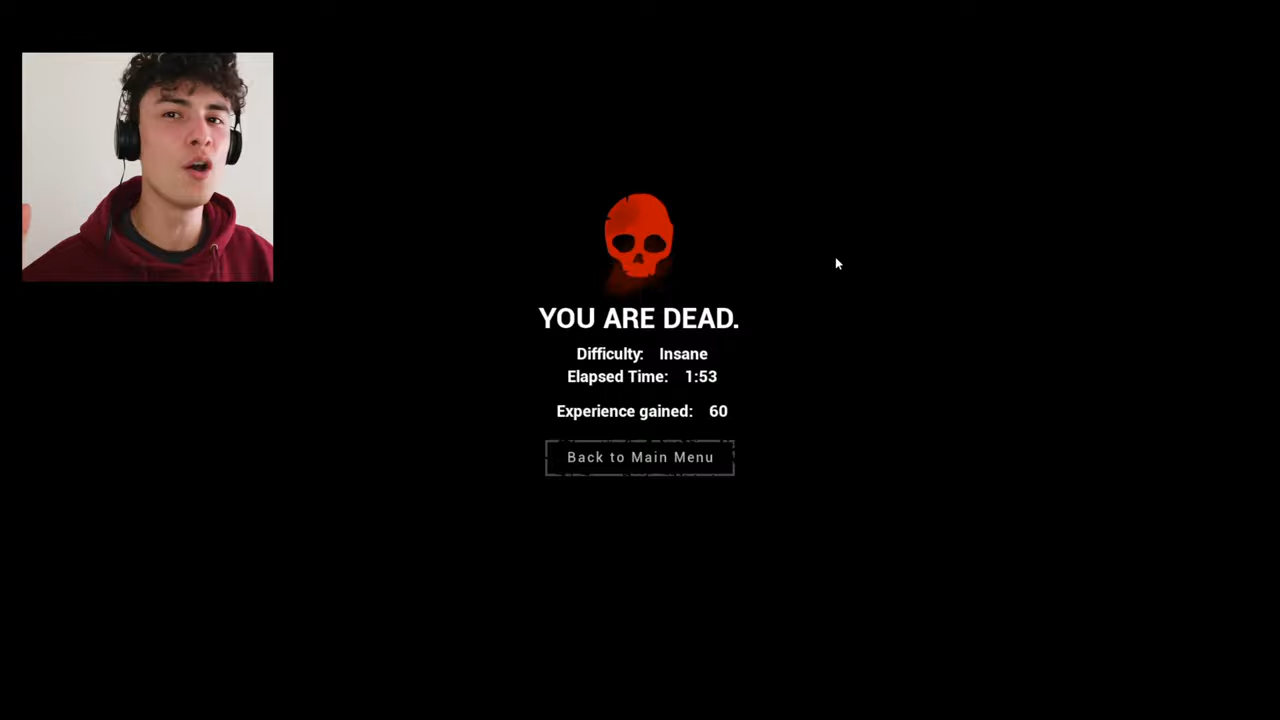 YOU ARE DEAD.
Difficulty: Insane
Elapsed Time: 1:53
Experience gained: 60
Back to Main Menu